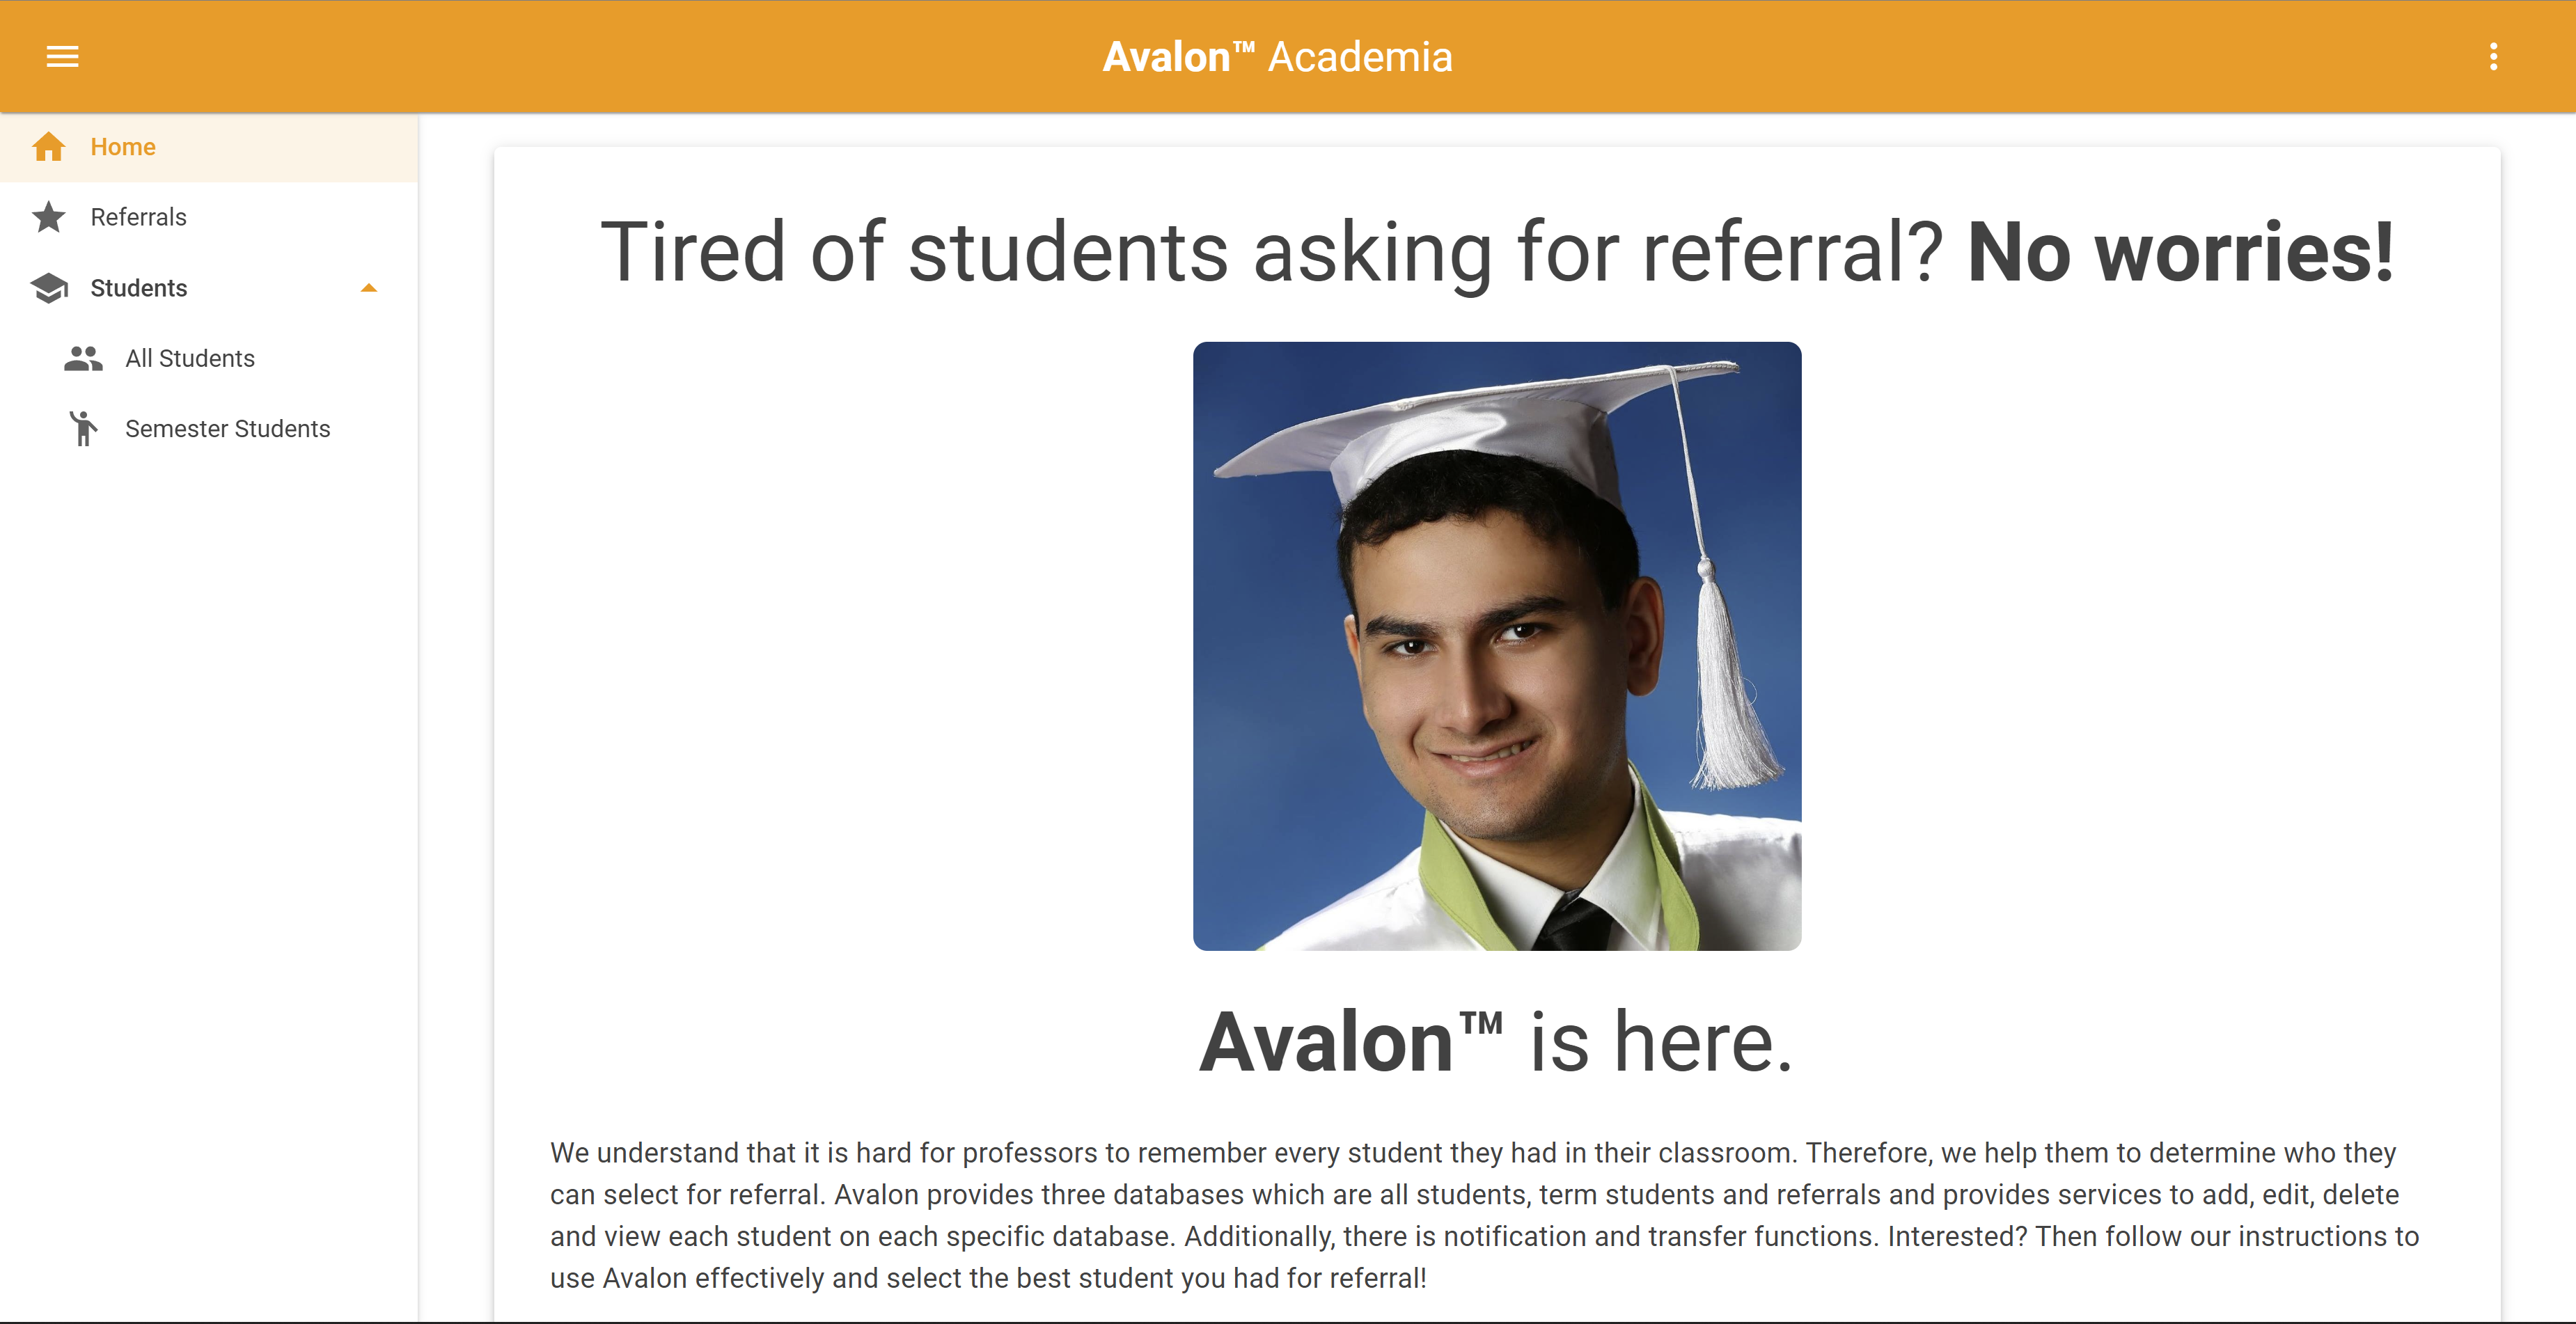 Avalon™ Academia
Home
Referrals
Students
All Students
Semester Students
Tired of students asking for referral? No worries!
Avalon™ is here.
We understand that it is hard for professors to remember every student they had in their classroom. Therefore, we help them to determine who they
can select for referral. Avalon provides three databases which are all students, term students and referrals and provides services to add, edit, delete
and view each student on each specific database. Additionally, there is notification and transfer functions. Interested? Then follow our instructions to
use Avalon effectively and select the best student you had for referral!